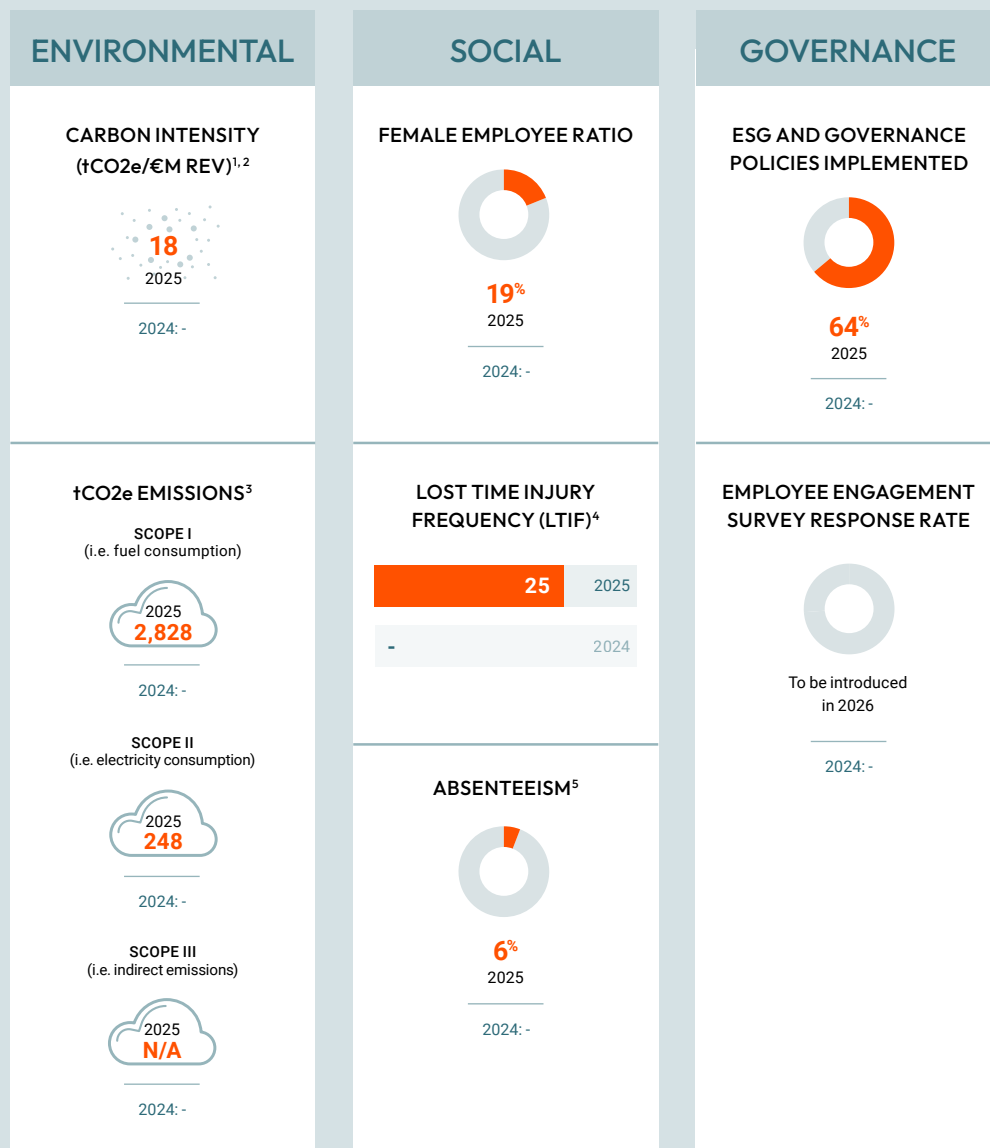 ENVIRONMENTAL
CARBON INTENSITY
(tCO2e/€M REV)1, 2
18
2025
2024: -
tCO2e EMISSIONS3
SCOPE I
(i.e. fuel consumption)
2025
2,828
2024: -
SCOPE II
(i.e. electricity consumption)
2025
248
2024: -
SCOPE III
(i.e. indirect emissions)
2025
N/A
2024: -
SOCIAL
FEMALE EMPLOYEE RATIO
19%
2025
2024: -
LOST TIME INJURY
FREQUENCY (LTIF)4
25 2025
- 2024
ABSENTEEISM5
6%
2025
2024: -
GOVERNANCE
ESG AND GOVERNANCE
POLICIES IMPLEMENTED
64%
2025
2024: -
EMPLOYEE ENGAGEMENT
SURVEY RESPONSE RATE
To be introduced
in 2026
2024: -